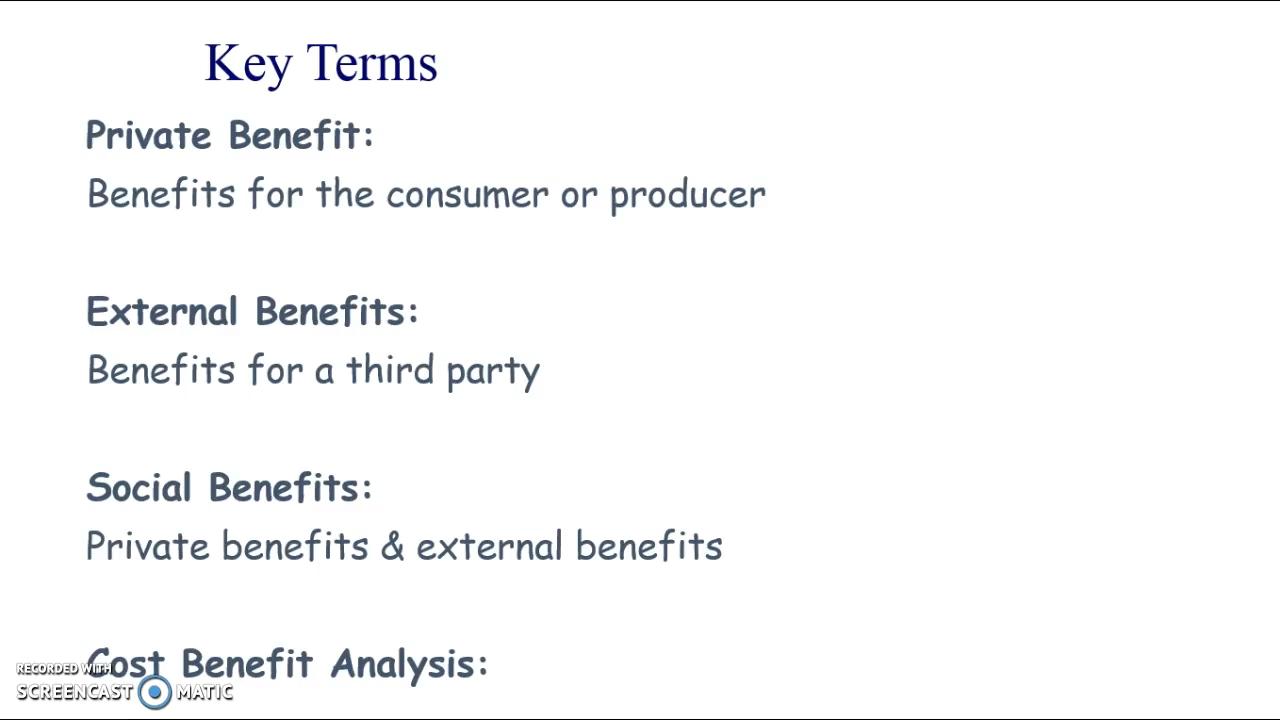 Key Terms
Private Benefit:
Benefits for the consumer or producer
External Benefits:
Benefits for a third party
Social Benefits:
Private benefits & external benefits
Cost Benefit Analysis:
RECORDED WITH
SCREENCAST MATIC